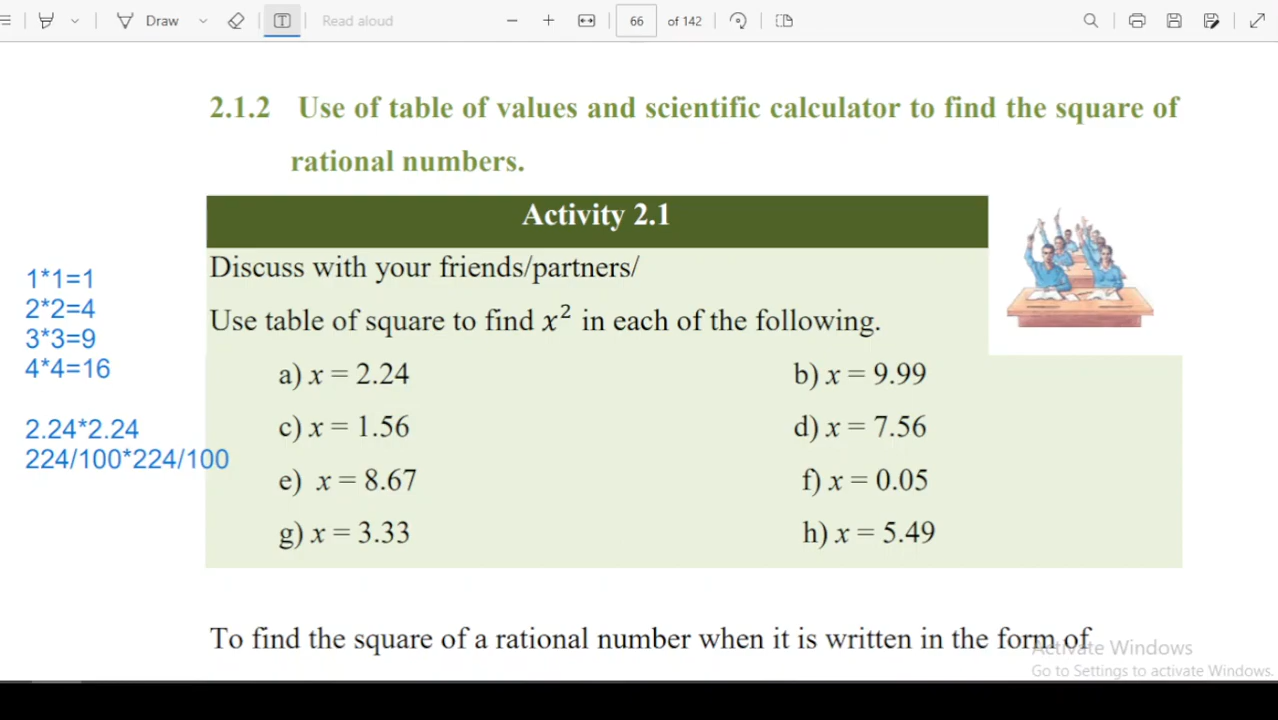 Draw
Read aloud
66 of 142
2.1.2 Use of table of values and scientific calculator to find the square of
rational numbers.
Activity 2.1
Discuss with your friends/partners/
Use table of square to find x² in each of the following.
a) x = 2.24 b) x = 9.99
c) x = 1.56 d) x = 7.56
e) x = 8.67 f) x = 0.05
g) x = 3.33 h) x = 5.49
1*1=1
2*2=4
3*3=9
4*4=16
2.24*2.24
224/100*224/100
To find the square of a rational number when it is written in the form of
Activate Windows
Go to Settings to activate Windows.